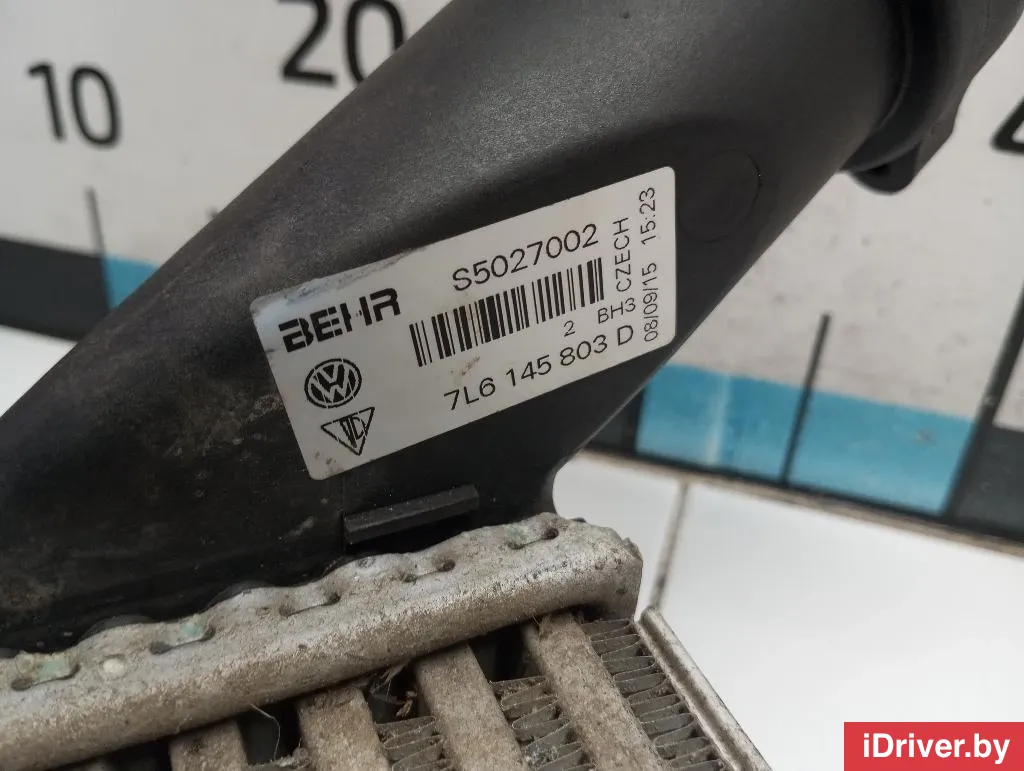 10
20
BEHR
S5027002
2 BH3 CZECH
08/09/15 15:23
7L6 145 803 D
iDriver.by